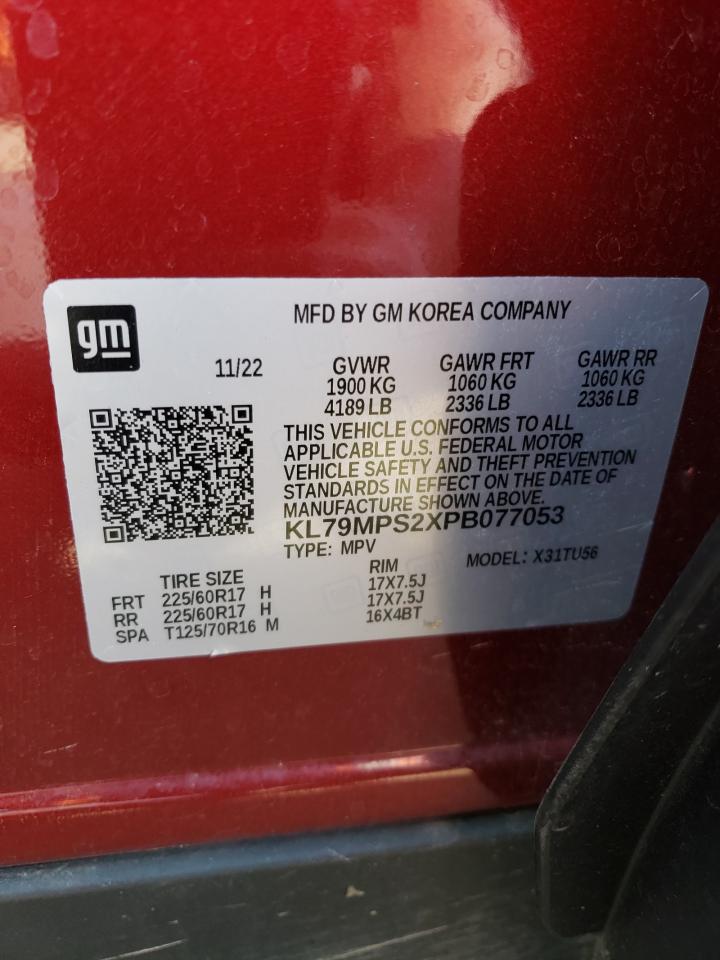 gm
MFD BY GM KOREA COMPANY
11/22 GVWR GAWR FRT GAWR RR
1900 KG 1060 KG 1060 KG
4189 LB 2336 LB 2336 LB
THIS VEHICLE CONFORMS TO ALL
APPLICABLE U.S. FEDERAL MOTOR
VEHICLE SAFETY AND THEFT PREVENTION
STANDARDS IN EFFECT ON THE DATE OF
MANUFACTURE SHOWN ABOVE.
KL79MPS2XPB077053
TYPE: MPV MODEL: X31TU56
TIRE SIZE RIM
FRT 225/60R17 H 17X7.5J
RR 225/60R17 H 17X7.5J
SPA T125/70R16 M 16X4BT